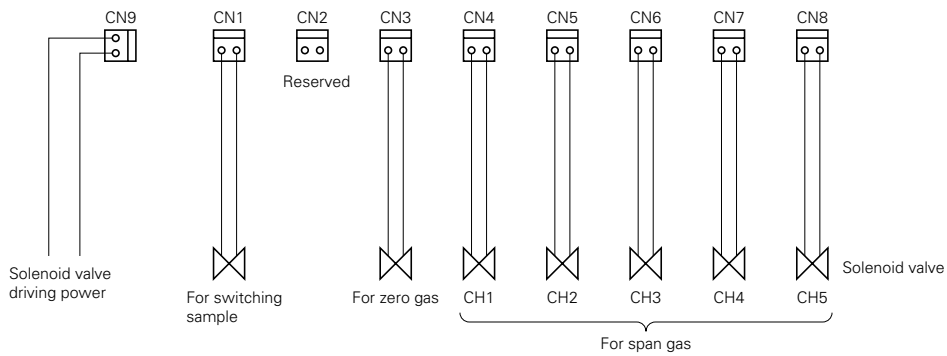 CN9
CN1
CN2
CN3
CN4
CN5
CN6
CN7
CN8
Reserved
Solenoid valve
driving power
For switching
sample
For zero gas
CH1
CH2
CH3
CH4
CH5
Solenoid valve
For span gas